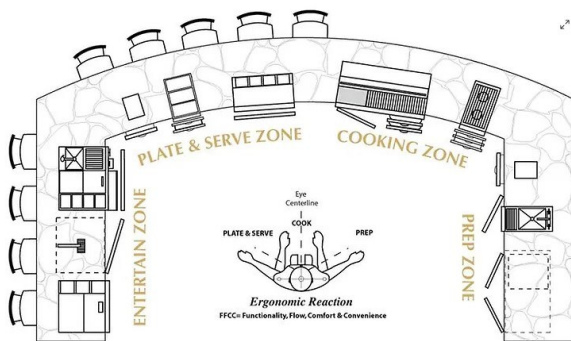 PLATE & SERVE ZONE
COOKING ZONE
ENTERTAIN ZONE
PREP ZONE
Eye
Centerline
COOK
PLATE & SERVE
PREP
Ergonomic Reaction
FFCC= Functionality, Flow, Comfort & Convenience